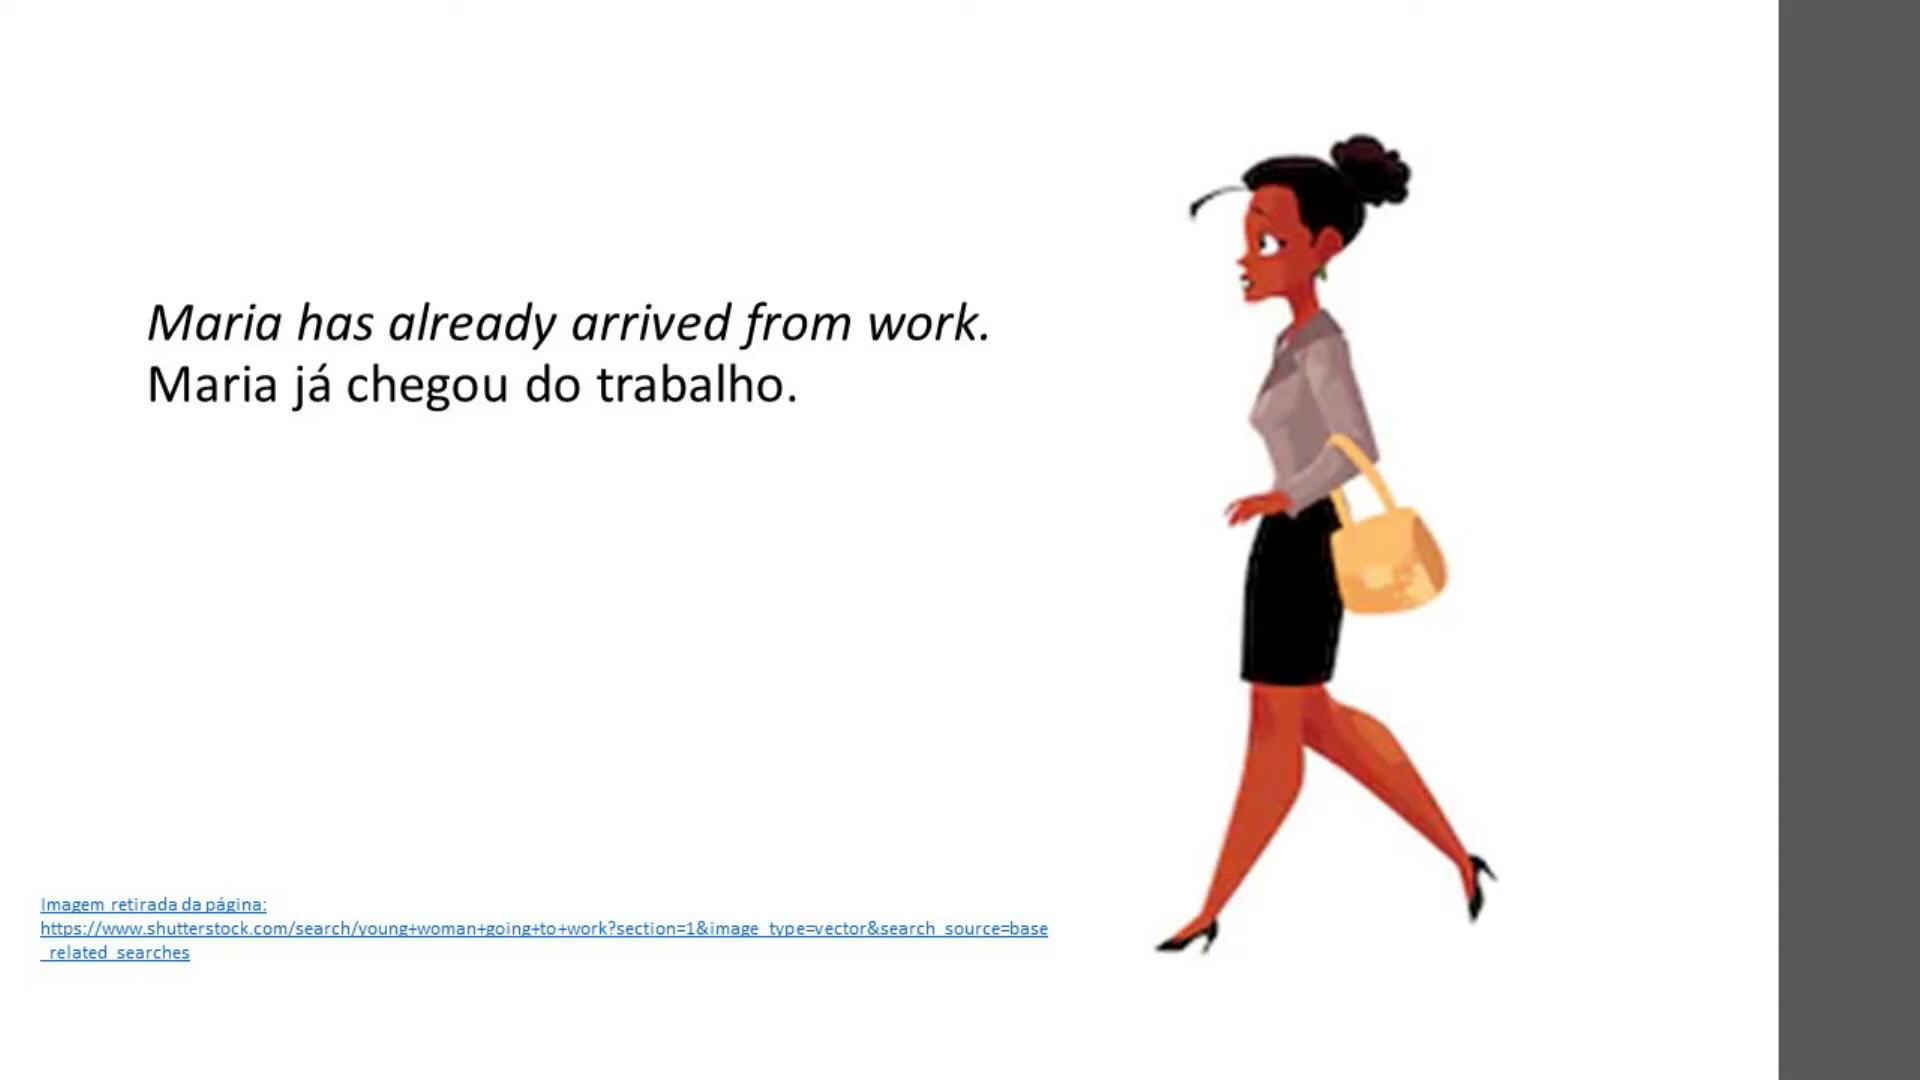 Maria has already arrived from work.
Maria já chegou do trabalho.
Imagem retirada da página:
https://www.shutterstock.com/search/young+woman+going+to+work?section=1&image_type=vector&search_source=base
_related_searches